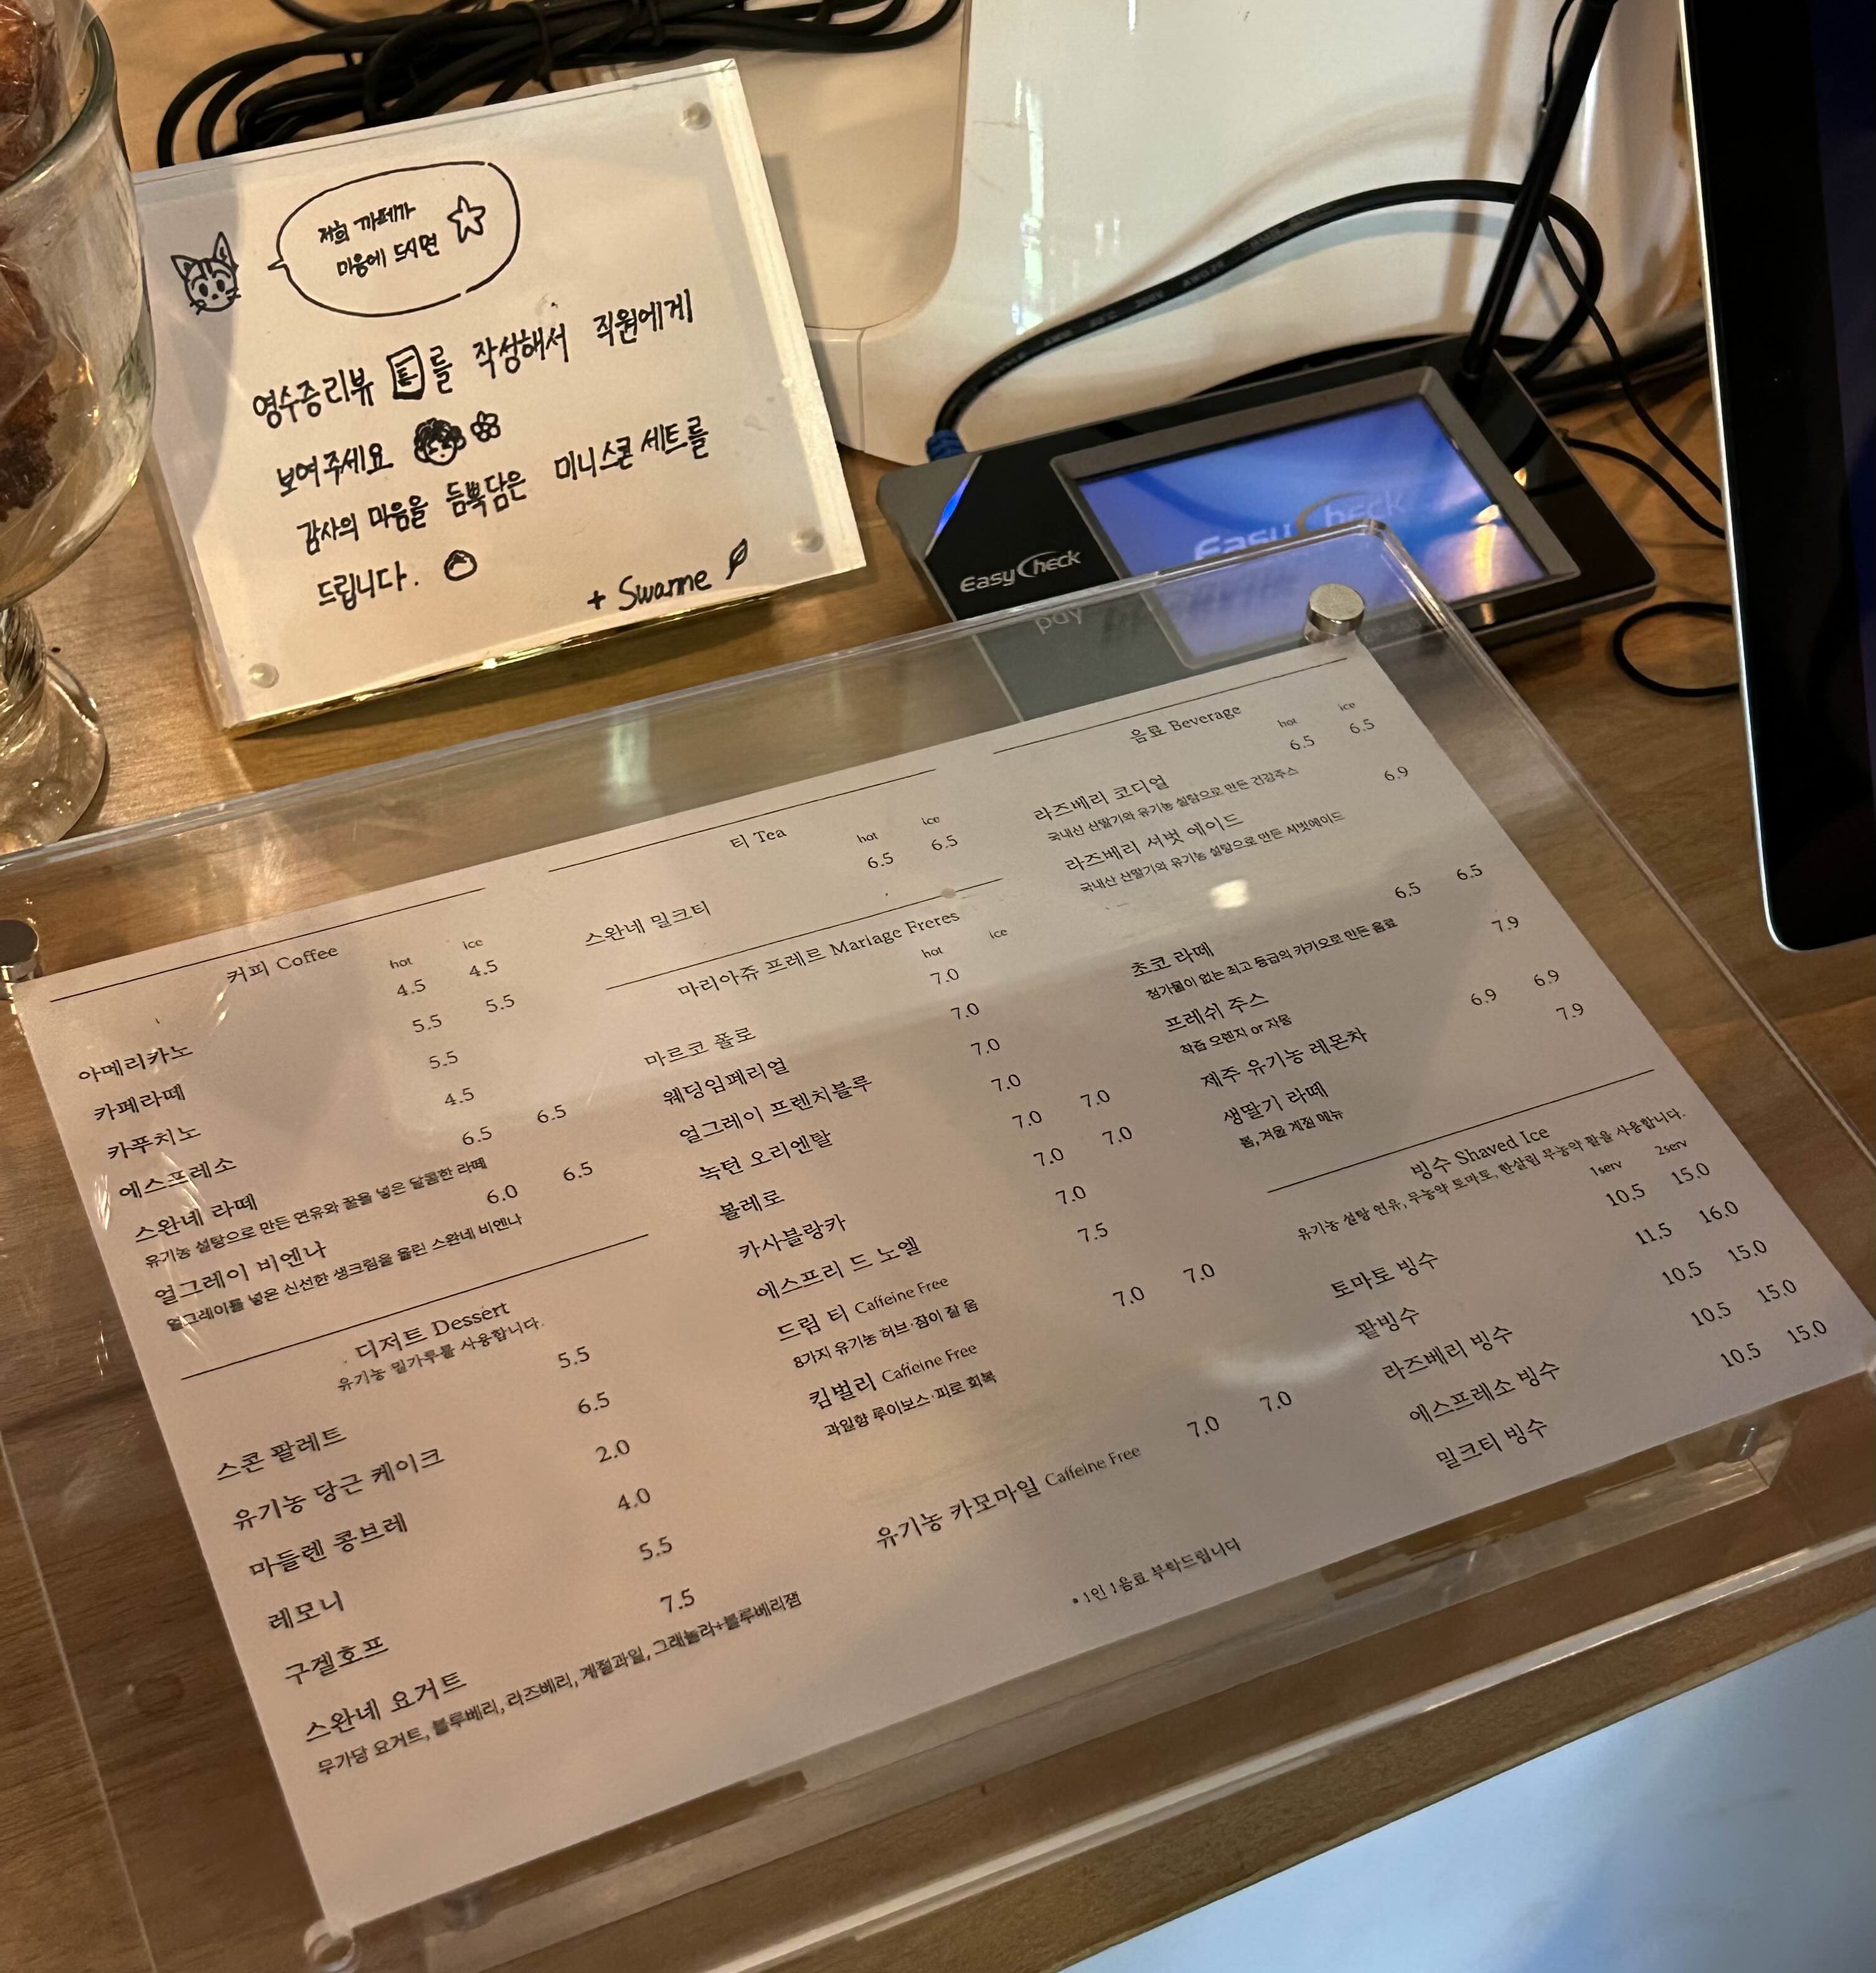 저희 까페가
마음에 드시면
영수증리뷰 를 작성해서 직원에게
보여주세요
감사의 마음을 듬뿍담은 미니스콘 세트를
드립니다.
+ Swanne
EasyCheck
EasyCheck
pay
커피 Coffee
hot ice
아메리카노 4.5 4.5
카페라떼 5.5 5.5
카푸치노 5.5
에스프레소 4.5
스완네 라떼 6.5 6.5
유기농 설탕으로 만든 연유와 꿀을 넣은 달콤한 라떼
얼그레이 비엔나 6.0 6.5
얼그레이를 넣은 신선한 생크림을 올린 스완네 비엔나
디저트 Dessert
유기농 밀가루를 사용합니다.
스콘 팔레트 5.5
유기농 당근 케이크 6.5
마들렌 콩브레 2.0
레모니 4.0
구겔호프 5.5
스완네 요거트 7.5
무가당 요거트, 블루베리, 라즈베리, 계절과일, 그래놀라+블루베리잼
티 Tea
hot ice
스완네 밀크티 6.5 6.5
마리아쥬 프레르 Mariage Freres
hot ice
마르코 폴로 7.0
웨딩임페리얼 7.0
얼그레이 프렌치블루 7.0
녹턴 오리엔탈 7.0
볼레로 7.0 7.0
카사블랑카 7.0 7.0
에스프리 드 노엘 7.0
드림 티 Caffeine Free 7.5
8가지 유기농 허브·잠이 잘 옴
킴벌리 Caffeine Free 7.0 7.0
과일향 루이보스·피로 회복
유기농 카모마일 Caffeine Free 7.0 7.0
* 1인 1음료 부탁드립니다
음료 Beverage
hot ice
라즈베리 코디얼 6.5 6.5
국내산 산딸기와 유기농 설탕으로 만든 건강주스
라즈베리 셔벗 에이드 6.9
국내산 산딸기와 유기농 설탕으로 만든 셔벗에이드
초코 라떼 6.5 6.5
첨가물이 없는 최고 등급의 카카오로 만든 음료
프레쉬 주스 7.9
착즙 오렌지 or 자몽
제주 유기농 레몬차 6.9 6.9
생딸기 라떼 7.9
봄, 겨울 계절 메뉴
빙수 Shaved Ice
유기농 설탕 연유, 무농약 토마토, 한살림 무농약 팥을 사용합니다.
1serv 2serv
토마토 빙수 10.5 15.0
팥빙수 11.5 16.0
라즈베리 빙수 10.5 15.0
에스프레소 빙수 10.5 15.0
밀크티 빙수 10.5 15.0